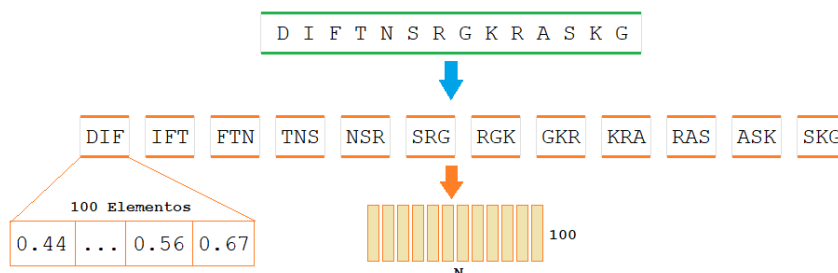 D I F T N S R G K R A S K G
DIF IFT FTN TNS NSR SRG RGK GKR KRA RAS ASK SKG
100 Elementos
0.44 ... 0.56 0.67
100
N